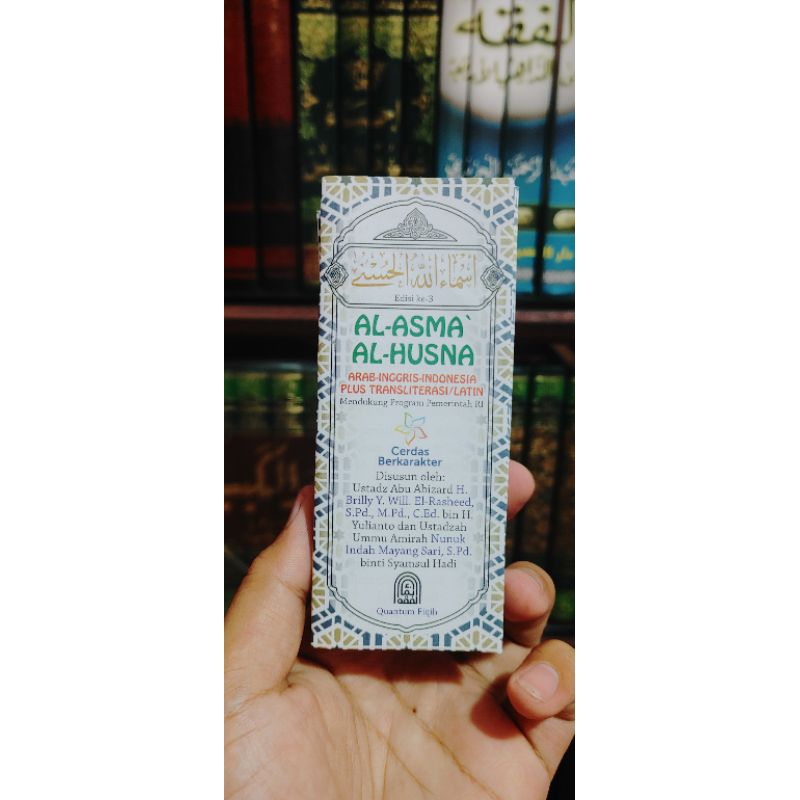 الفقه
أسماء الله الحسنى
Edisi ke-3
AL-ASMA`
AL-HUSNA
ARAB-INGGRIS-INDONESIA
PLUS TRANSLITERASI/LATIN
Mendukung Program Pemerintah RI
Cerdas
Berkarakter
Disusun oleh:
Ustadz Abu Abizard H.
Brilly Y. Will. El-Rasheed,
S.Pd., M.Pd., C.Ed. bin H.
Yulianto dan Ustadzah
Ummu Amirah Nunuk
Indah Mayang Sari, S.Pd.
binti Syamsul Hadi
Quantum Fiqih